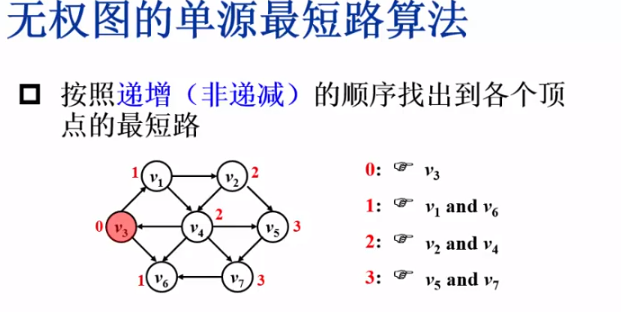 无权图的单源最短路算法
按照递增（非递减）的顺序找出到各个顶
点的最短路
1 v1 v2 2
0 v3 v4 2 v5 3
1 v6 v7 3
0: ☞ v3
1: ☞ v1 and v6
2: ☞ v2 and v4
3: ☞ v5 and v7